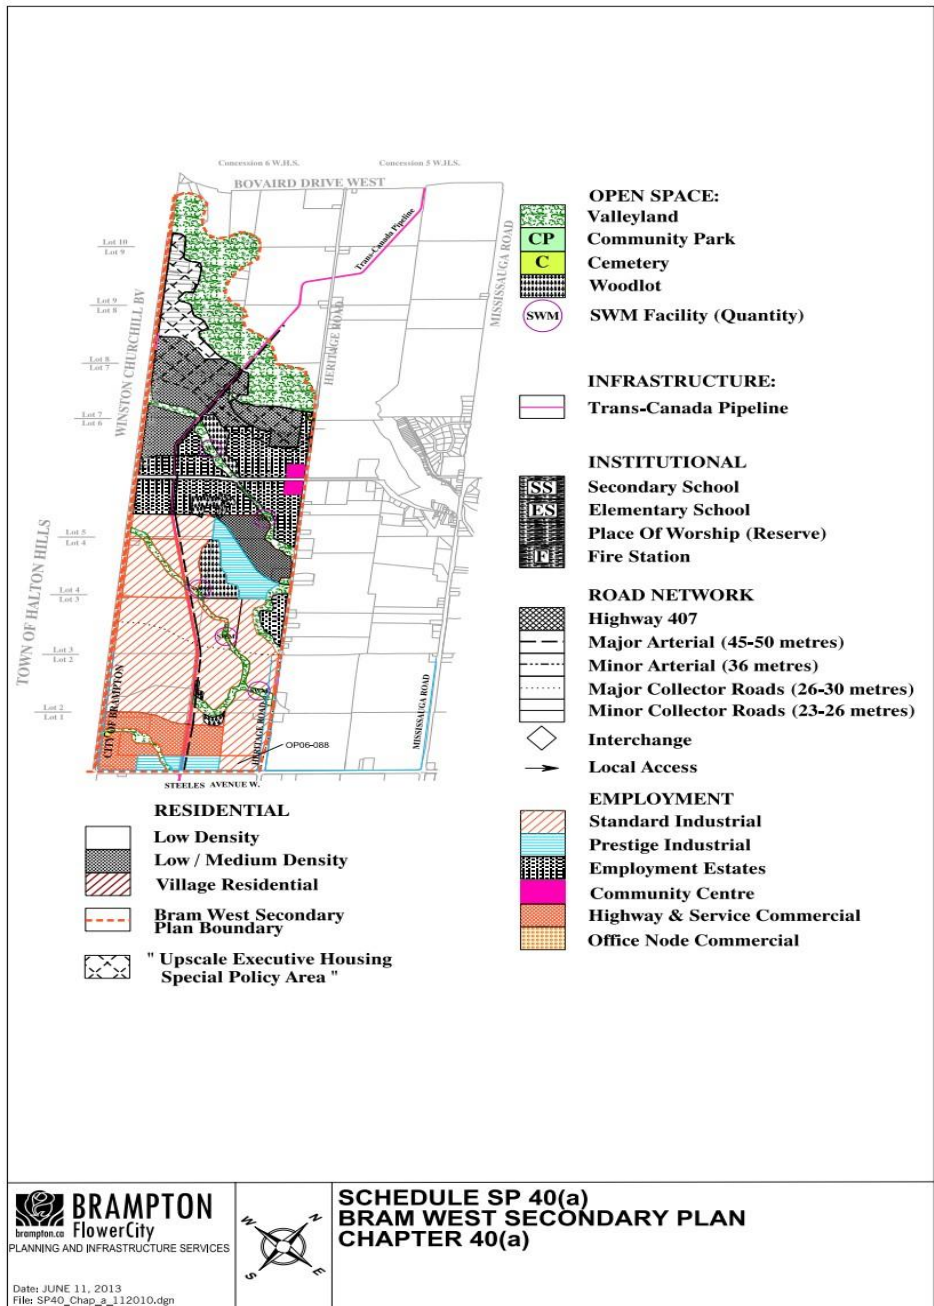 Concession 6 W.H.S.
Concession 5 W.H.S.
BOVAIRD DRIVE WEST
Trans-Canada Pipeline
MISSISSAUGA ROAD
HERITAGE ROAD
WINSTON CHURCHILL BV
TOWN OF HALTON HILLS
Lot 10
Lot 9
Lot 9
Lot 8
Lot 8
Lot 7
Lot 7
Lot 6
Lot 5
Lot 4
Lot 4
Lot 3
Lot 3
Lot 2
Lot 2
Lot 1
SWM
SWM
CITY OF BRAMPTON
HERITAGE ROAD
MISSISSAUGA ROAD
OP06-088
STEELES AVENUE W.
OPEN SPACE:
Valleyland
CP Community Park
C Cemetery
Woodlot
SWM SWM Facility (Quantity)
INFRASTRUCTURE:
Trans-Canada Pipeline
INSTITUTIONAL
SS Secondary School
ES Elementary School
Place Of Worship (Reserve)
F Fire Station
ROAD NETWORK
Highway 407
Major Arterial (45-50 metres)
Minor Arterial (36 metres)
Major Collector Roads (26-30 metres)
Minor Collector Roads (23-26 metres)
Interchange
Local Access
EMPLOYMENT
Standard Industrial
Prestige Industrial
Employment Estates
Community Centre
Highway & Service Commercial
Office Node Commercial
RESIDENTIAL
Low Density
Low / Medium Density
Village Residential
Bram West Secondary
Plan Boundary
" Upscale Executive Housing
Special Policy Area "
BRAMPTON
brampton.ca FlowerCity
PLANNING AND INFRASTRUCTURE SERVICES
Date: JUNE 11, 2013
File: SP40_Chap_a_112010.dgn
N
W
E
S
SCHEDULE SP 40(a)
BRAM WEST SECONDARY PLAN
CHAPTER 40(a)